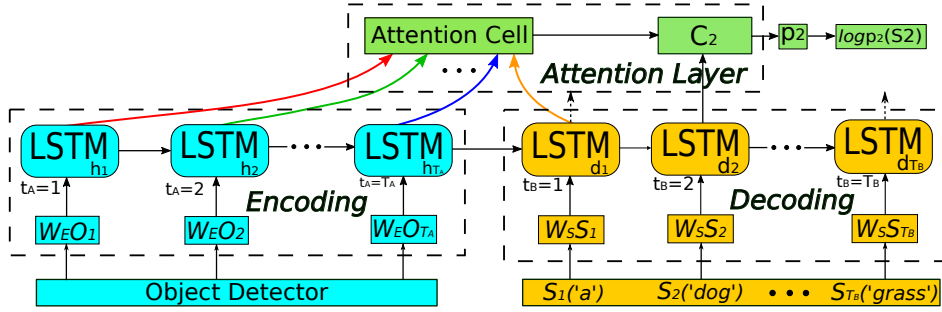 Attention Cell
C2
p2
logp2(S2)
...
Attention Layer
LSTM
h1
LSTM
h2
...
LSTM
hTA
LSTM
d1
LSTM
d2
...
LSTM
dTB
tA=1
tA=2
tA=TA
tB=1
tB=2
tB=TB
Encoding
Decoding
WEO1
WEO2
WEOTA
WSS1
WSS2
WSSTB
Object Detector
S1('a')
S2('dog')
...
STB('grass')